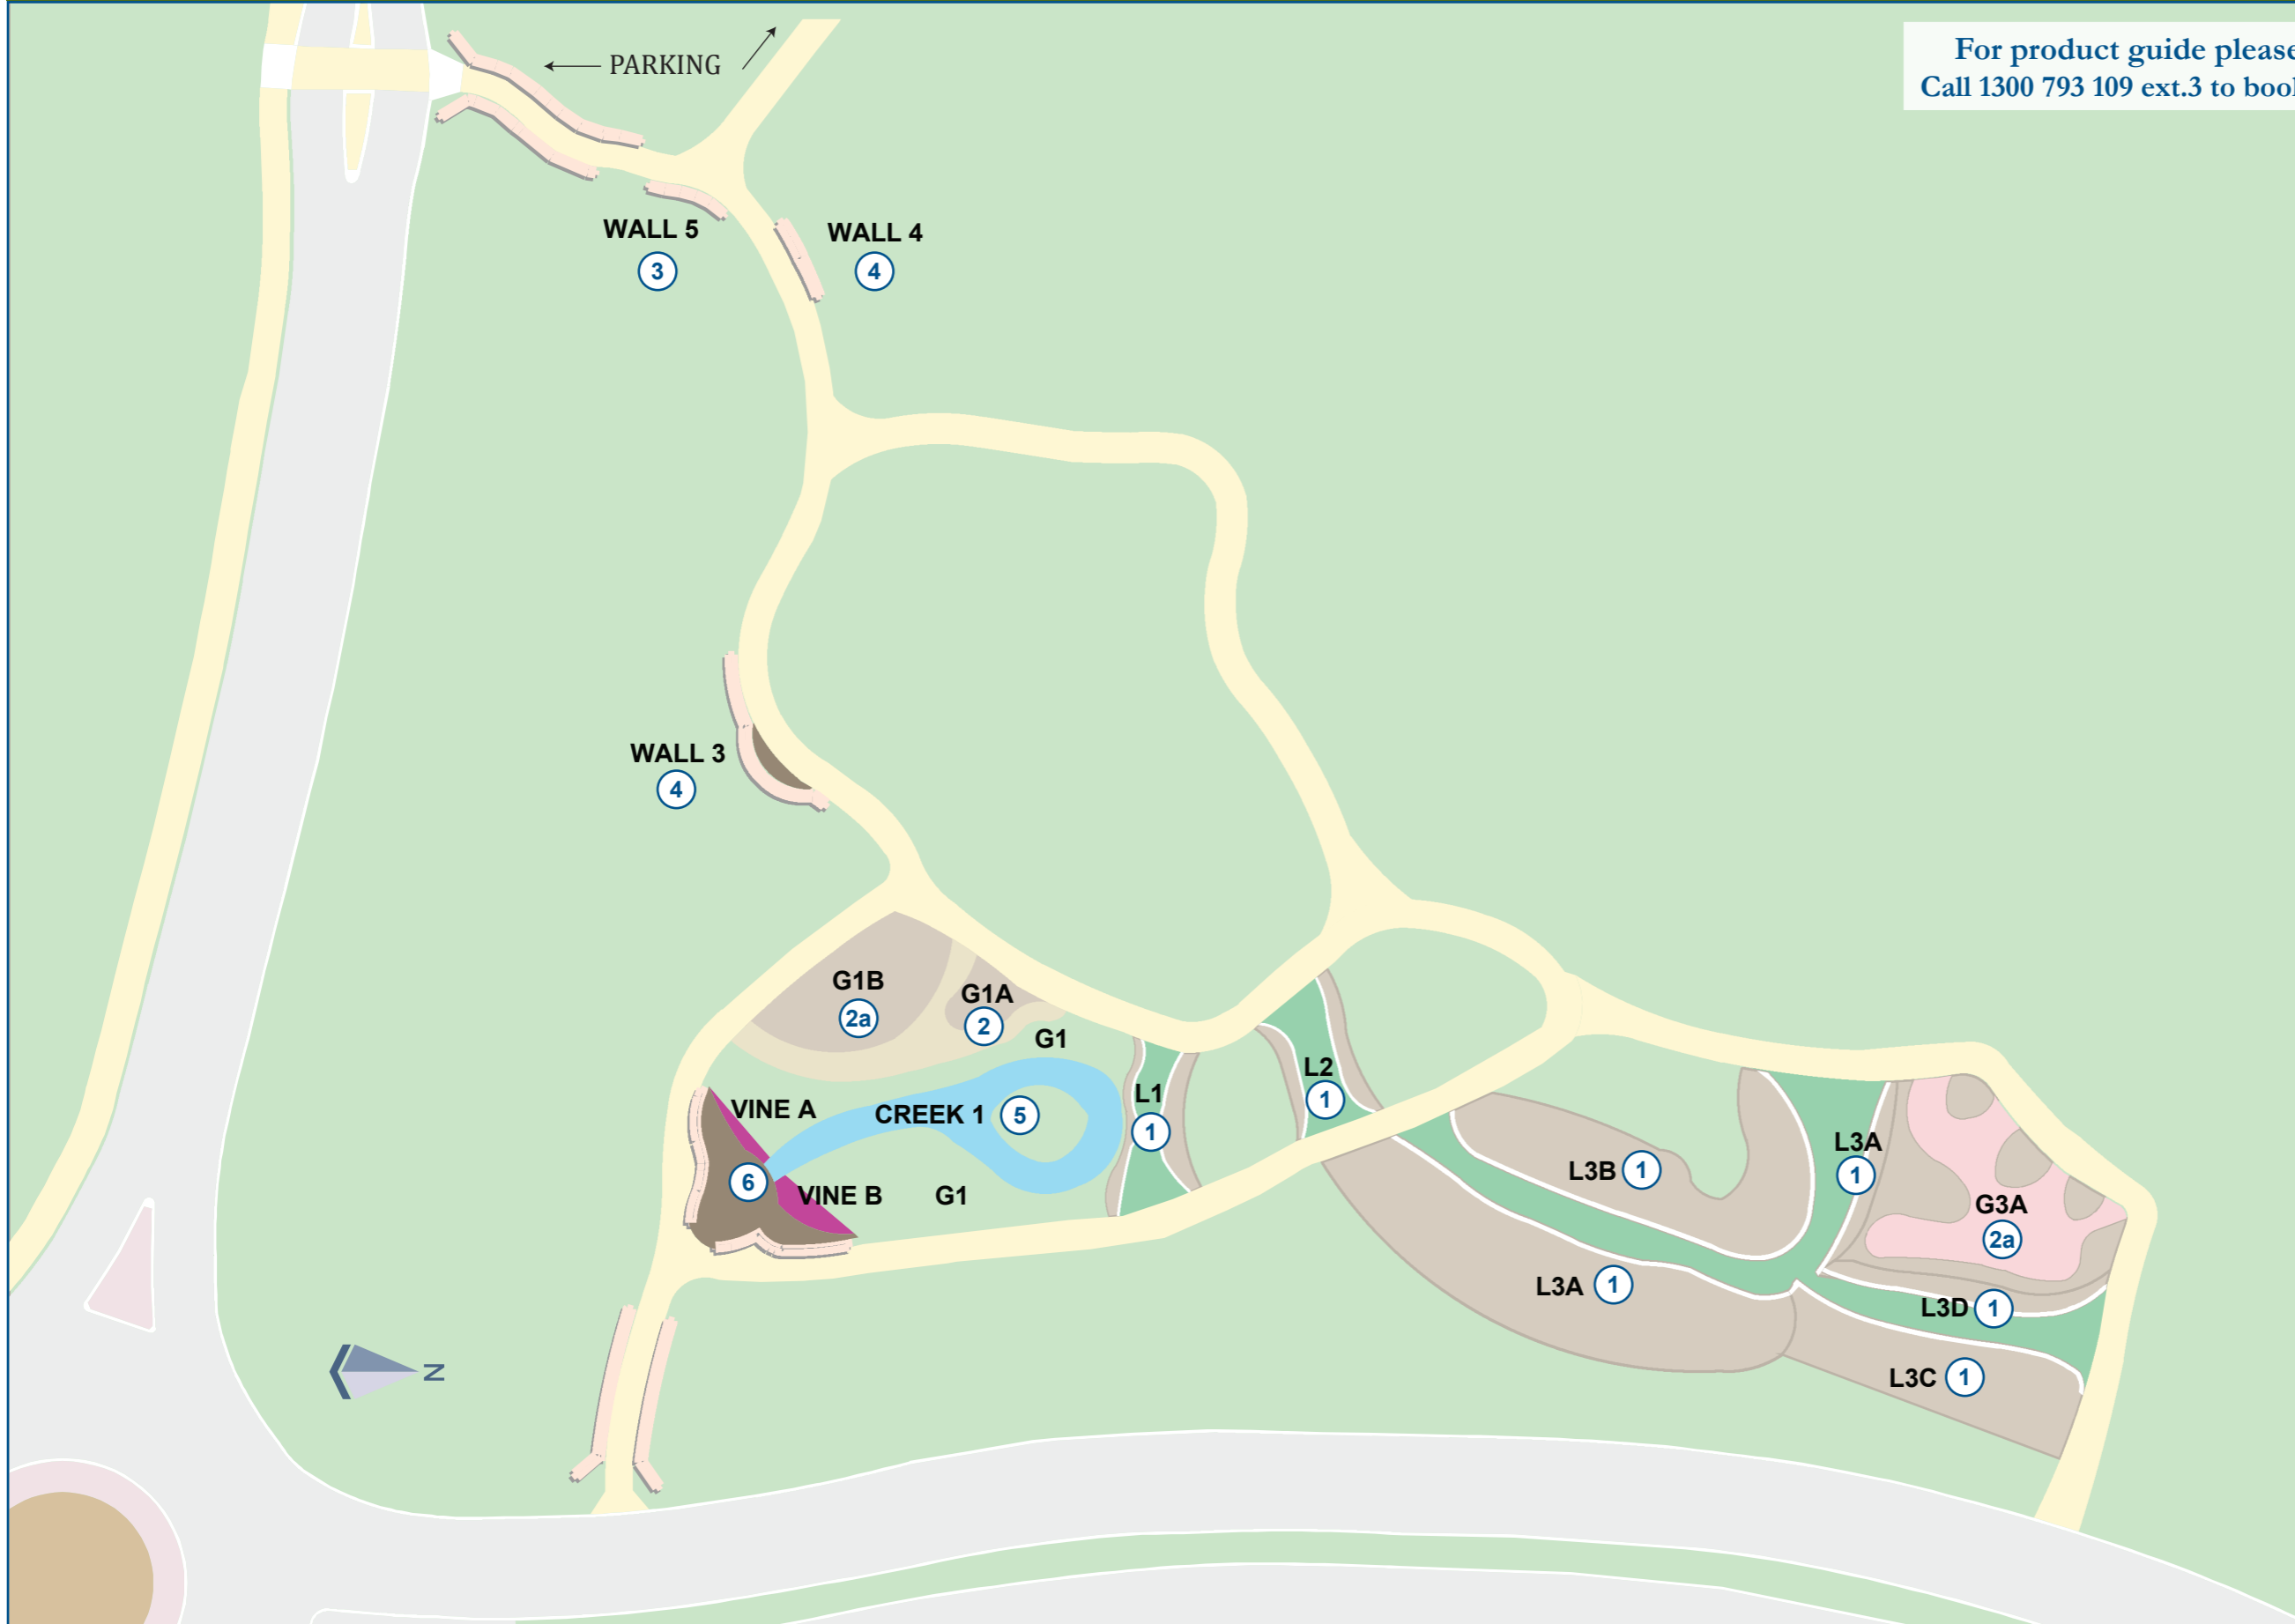 For product guide please
Call 1300 793 109 ext.3 to book
PARKING
WALL 5
3
WALL 4
4
WALL 3
4
G1B
2a
G1A
2
G1
L1
1
L2
1
VINE A
CREEK 1
5
6
VINE B
G1
L3B
1
L3A
1
L3A
1
G3A
2a
L3D
1
L3C
1
N